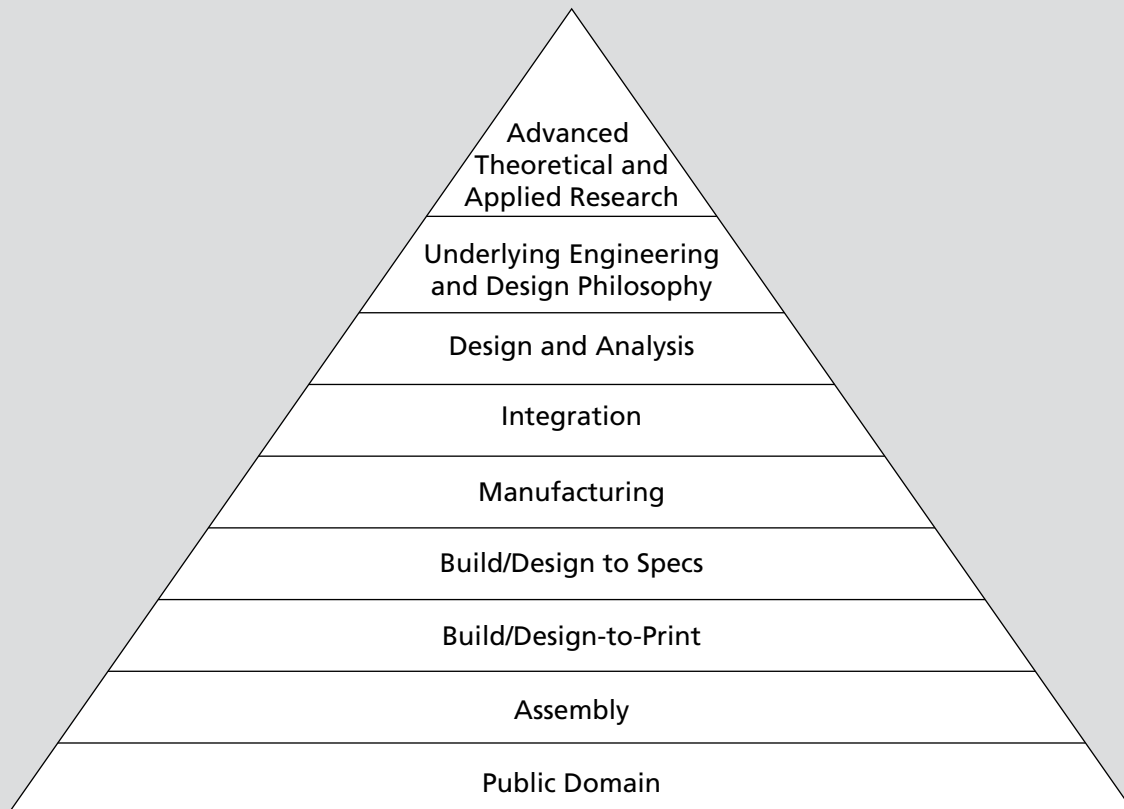 Advanced
Theoretical and
Applied Research
Underlying Engineering
and Design Philosophy
Design and Analysis
Integration
Manufacturing
Build/Design to Specs
Build/Design-to-Print
Assembly
Public Domain